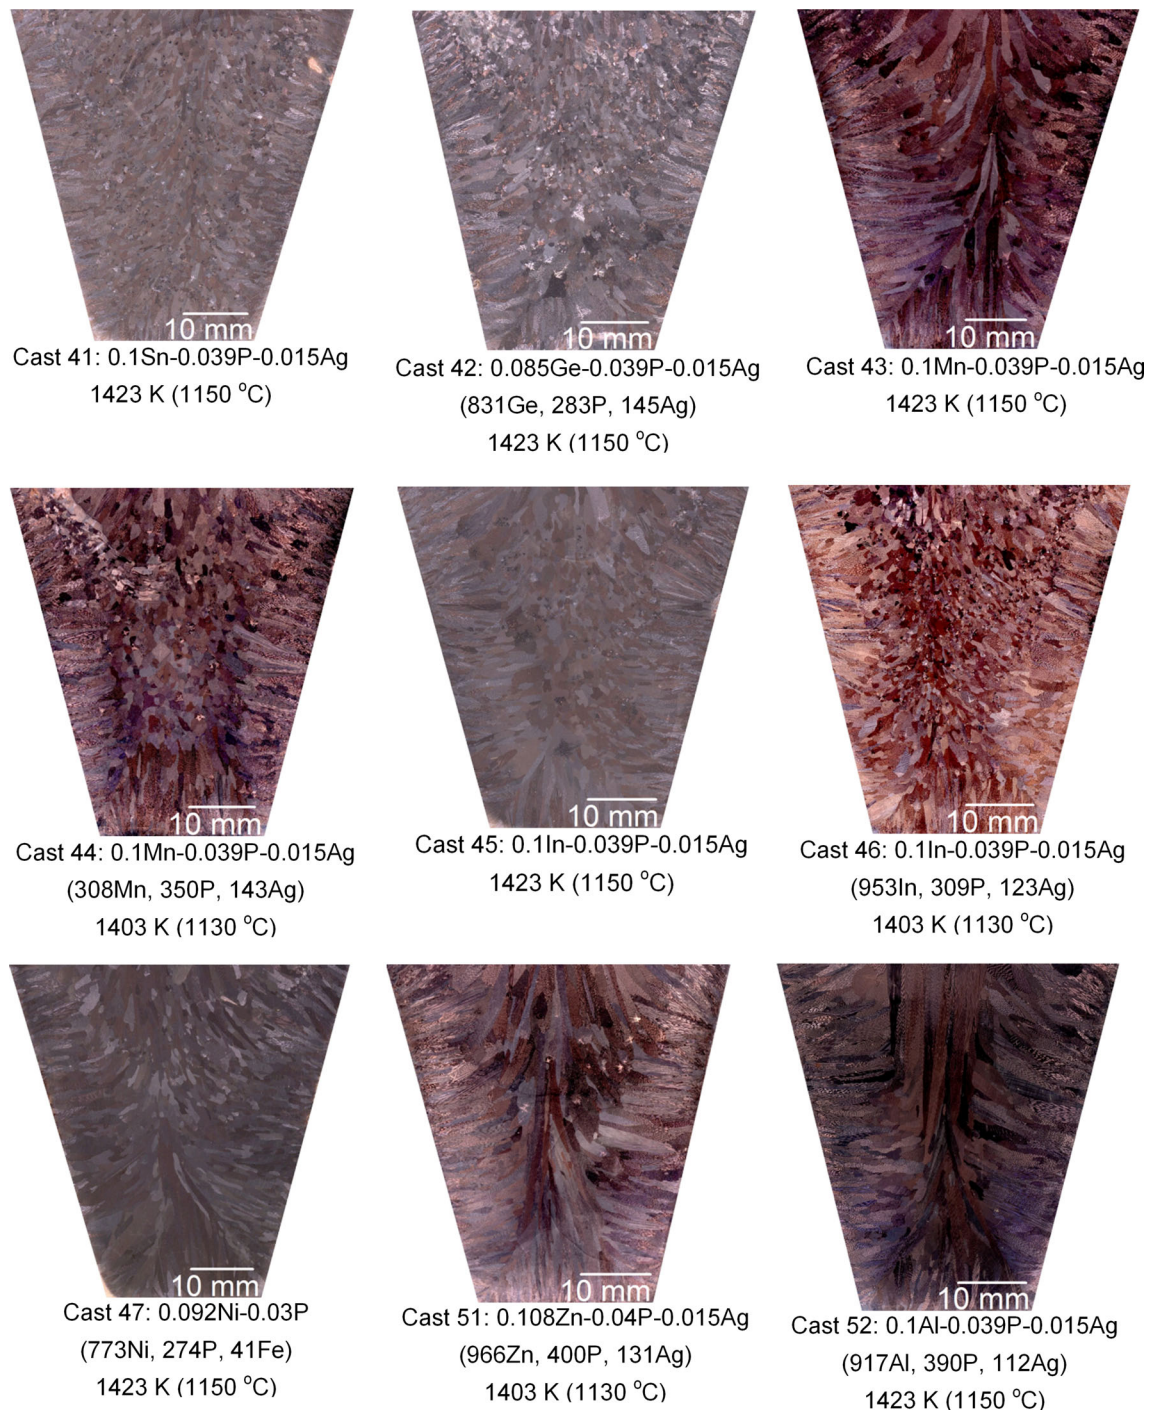 10 mm
10 mm
10 mm
Cast 41: 0.1Sn-0.039P-0.015Ag
1423 K (1150 °C)
Cast 42: 0.085Ge-0.039P-0.015Ag
(831Ge, 283P, 145Ag)
1423 K (1150 °C)
Cast 43: 0.1Mn-0.039P-0.015Ag
1423 K (1150 °C)
10 mm
10 mm
10 mm
Cast 44: 0.1Mn-0.039P-0.015Ag
(308Mn, 350P, 143Ag)
1403 K (1130 °C)
Cast 45: 0.1In-0.039P-0.015Ag
1423 K (1150 °C)
Cast 46: 0.1In-0.039P-0.015Ag
(953In, 309P, 123Ag)
1403 K (1130 °C)
10 mm
10 mm
10 mm
Cast 47: 0.092Ni-0.03P
(773Ni, 274P, 41Fe)
1423 K (1150 °C)
Cast 51: 0.108Zn-0.04P-0.015Ag
(966Zn, 400P, 131Ag)
1403 K (1130 °C)
Cast 52: 0.1Al-0.039P-0.015Ag
(917Al, 390P, 112Ag)
1423 K (1150 °C)